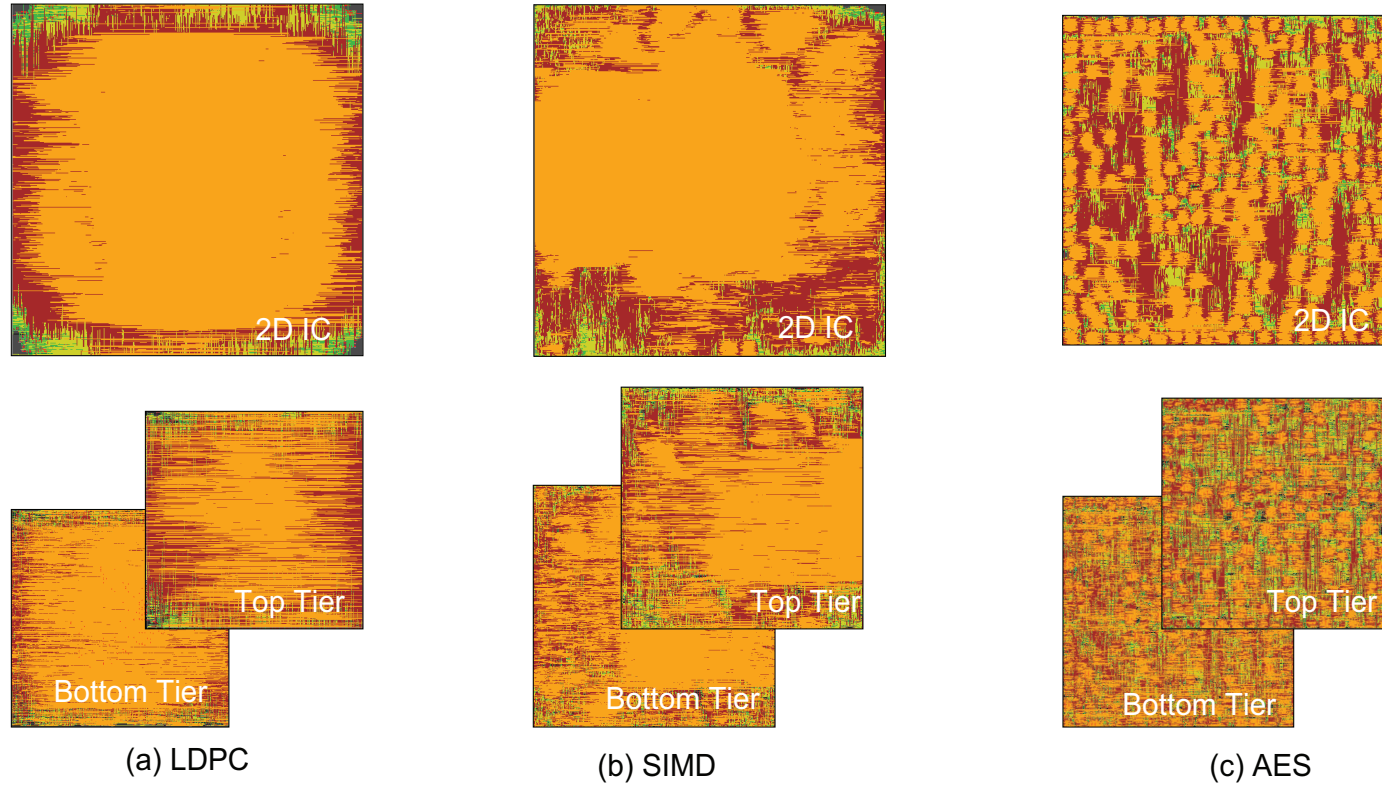 2D IC
2D IC
2D IC
Top Tier
Top Tier
Top Tier
Bottom Tier
Bottom Tier
Bottom Tier
(a) LDPC
(b) SIMD
(c) AES